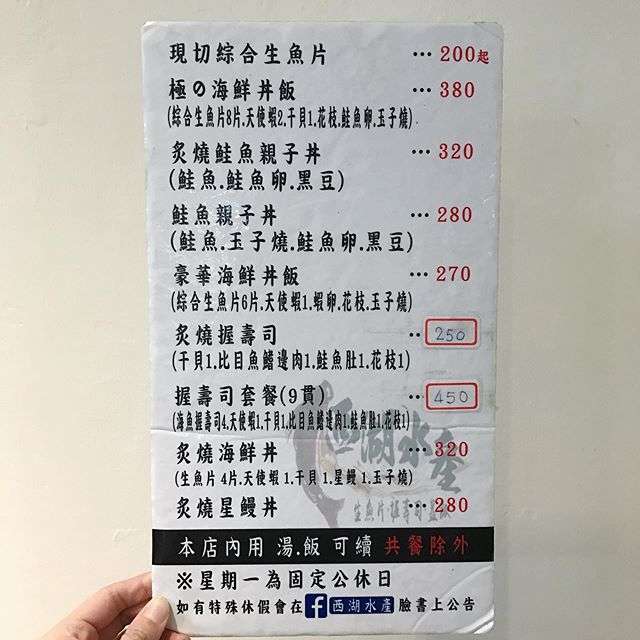 現切綜合生魚片 … 200起
極の海鮮丼飯 … 380
(綜合生魚片8片.天使蝦2.干貝1.花枝.鮭魚卵.玉子燒)
炙燒鮭魚親子丼 … 320
(鮭魚.鮭魚卵.黑豆)
鮭魚親子丼 … 280
(鮭魚.玉子燒.鮭魚卵.黑豆)
豪華海鮮丼飯 … 270
(綜合生魚片6片.天使蝦1.蝦卵.花枝.玉子燒)
炙燒握壽司 … 250
(干貝1.比目魚鰭邊肉1.鮭魚肚1.花枝1)
握壽司套餐(9貫) … 450
(海魚握壽司4.天使蝦1.干貝1.比目魚鰭邊肉1.鮭魚肚1.花枝1)
炙燒海鮮丼 … 320
(生魚片4片.天使蝦1.干貝1.星鰻1.玉子燒)
炙燒星鰻丼 … 280
西湖水產
本店內用 湯.飯 可續 共餐除外
※星期一為固定公休日
如有特殊休假會在 f 西湖水產 臉書上公告